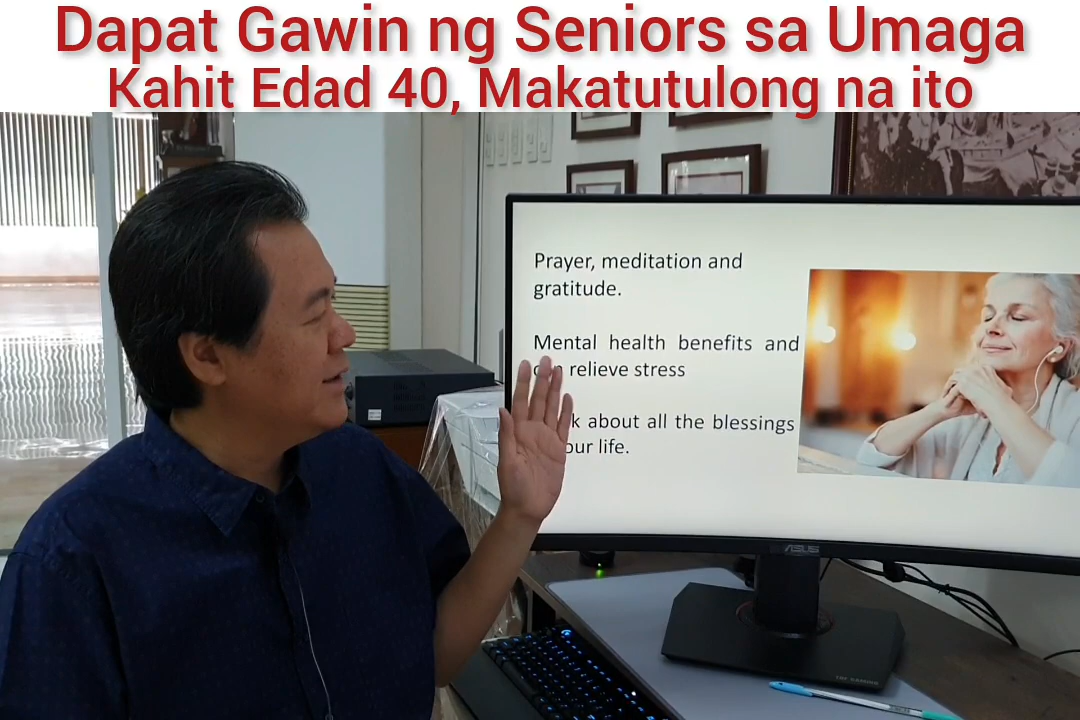 Dapat Gawin ng Seniors sa Umaga
Kahit Edad 40, Makatutulong na ito
Prayer, meditation and
gratitude.
Mental health benefits and
relieve stress
about all the blessings
life.
ASUS